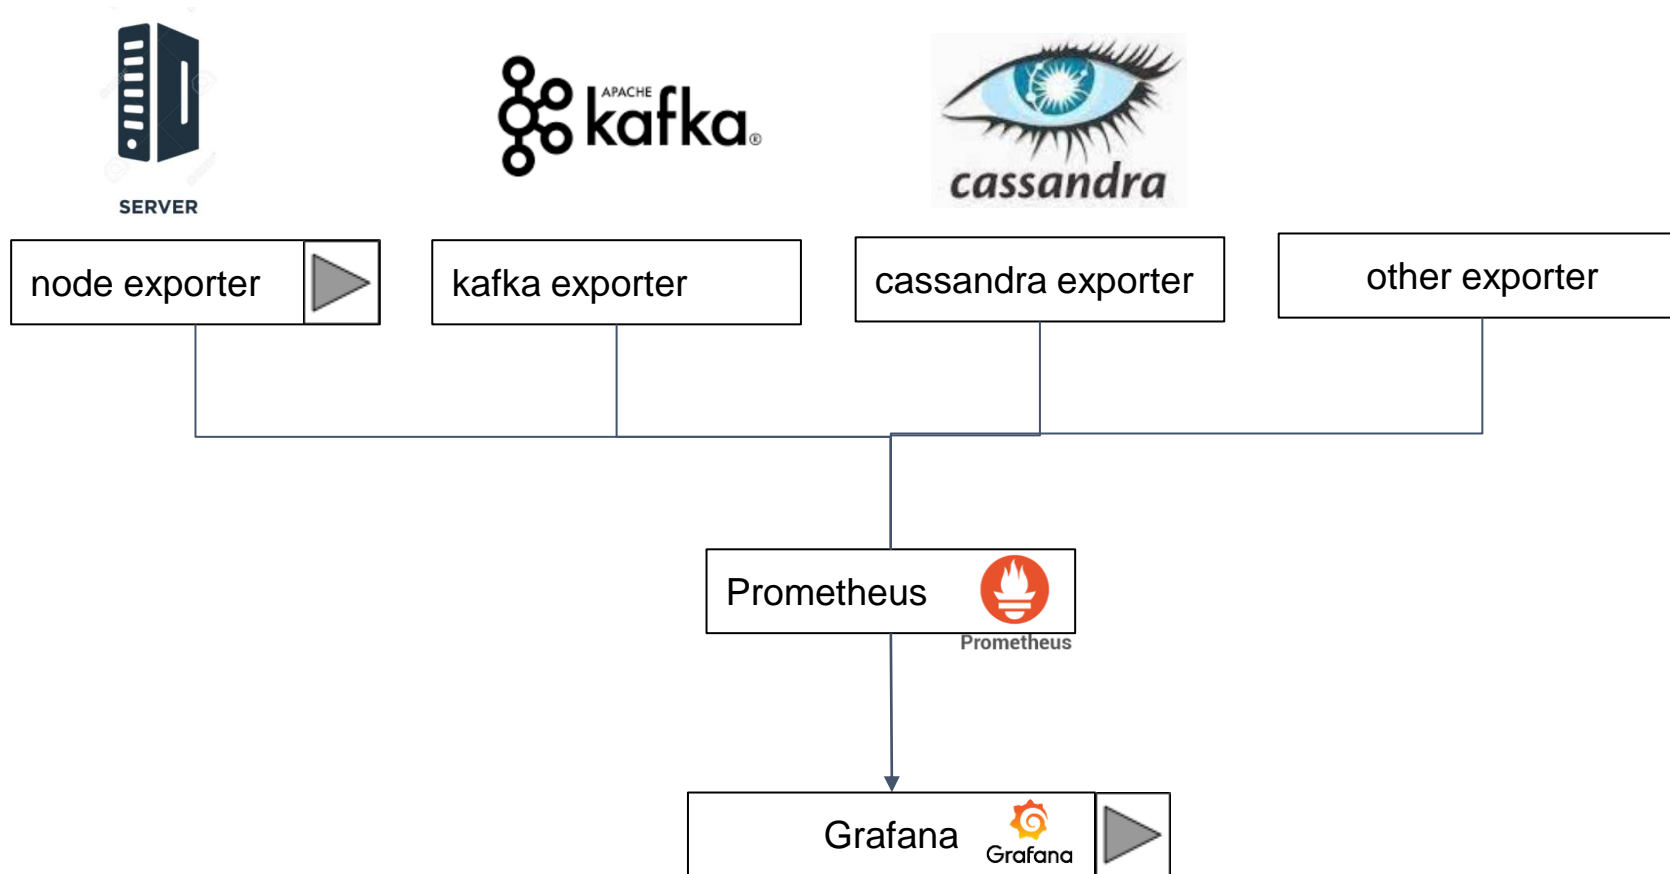 SERVER
APACHE
kafka®
cassandra
node exporter
kafka exporter
cassandra exporter
other exporter
Prometheus
Prometheus
Grafana
Grafana